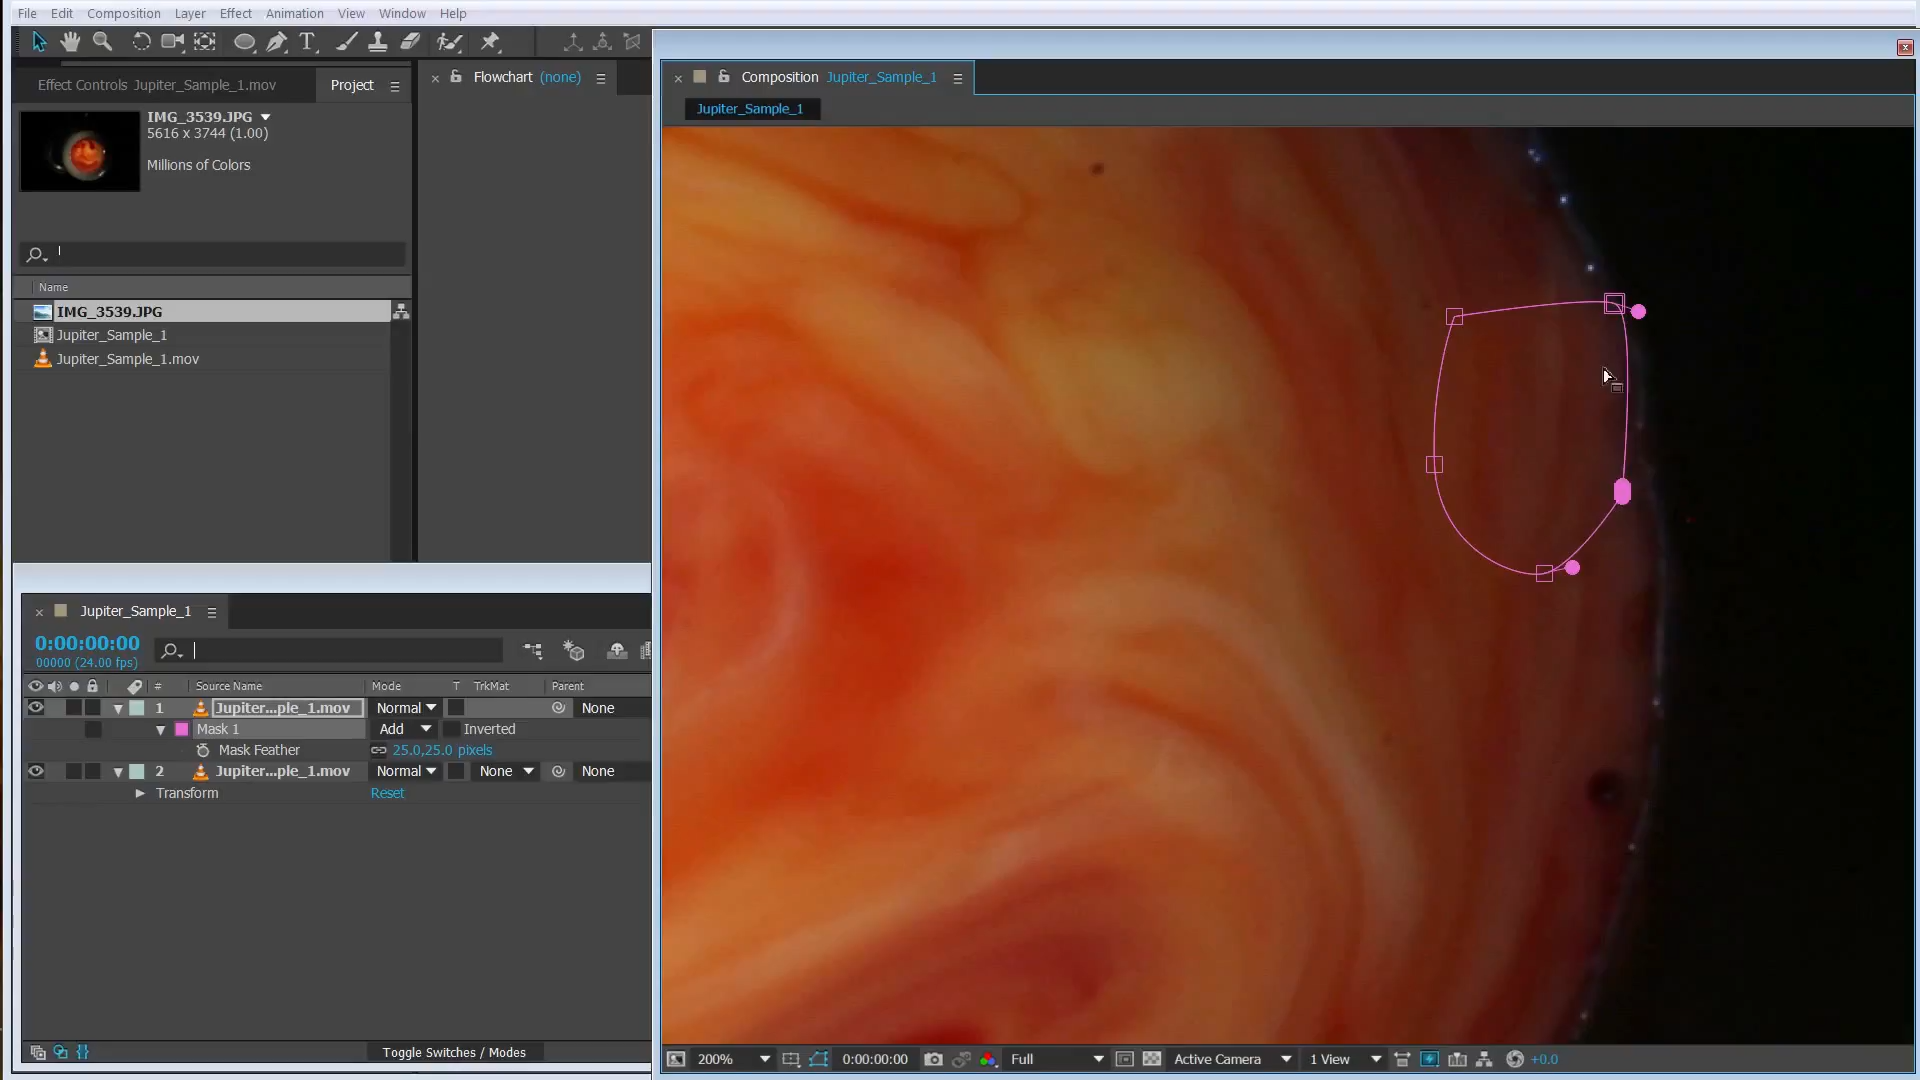 File Edit Composition Layer Effect Animation View Window Help
Effect Controls Jupiter_Sample_1.mov
Project
Flowchart (none)
Composition Jupiter_Sample_1
Jupiter_Sample_1
IMG_3539.JPG
5616 x 3744 (1.00)
Millions of Colors
Name
IMG_3539.JPG
Jupiter_Sample_1
Jupiter_Sample_1.mov
Jupiter_Sample_1
0:00:00:00
00000 (24.00 fps)
# Source Name Mode T TrkMat Parent
1 Jupiter...ple_1.mov Normal None
Mask 1 Add Inverted
Mask Feather 25.0,25.0 pixels
2 Jupiter...ple_1.mov Normal None None
Transform Reset
Toggle Switches / Modes
200% 0:00:00:00 Full Active Camera 1 View +0.0